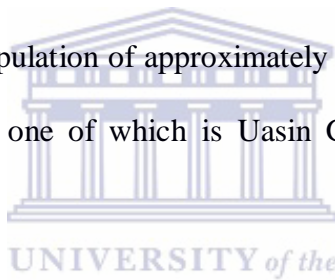 pulation of approximately
one of which is Uasin
UNIVERSITY of the